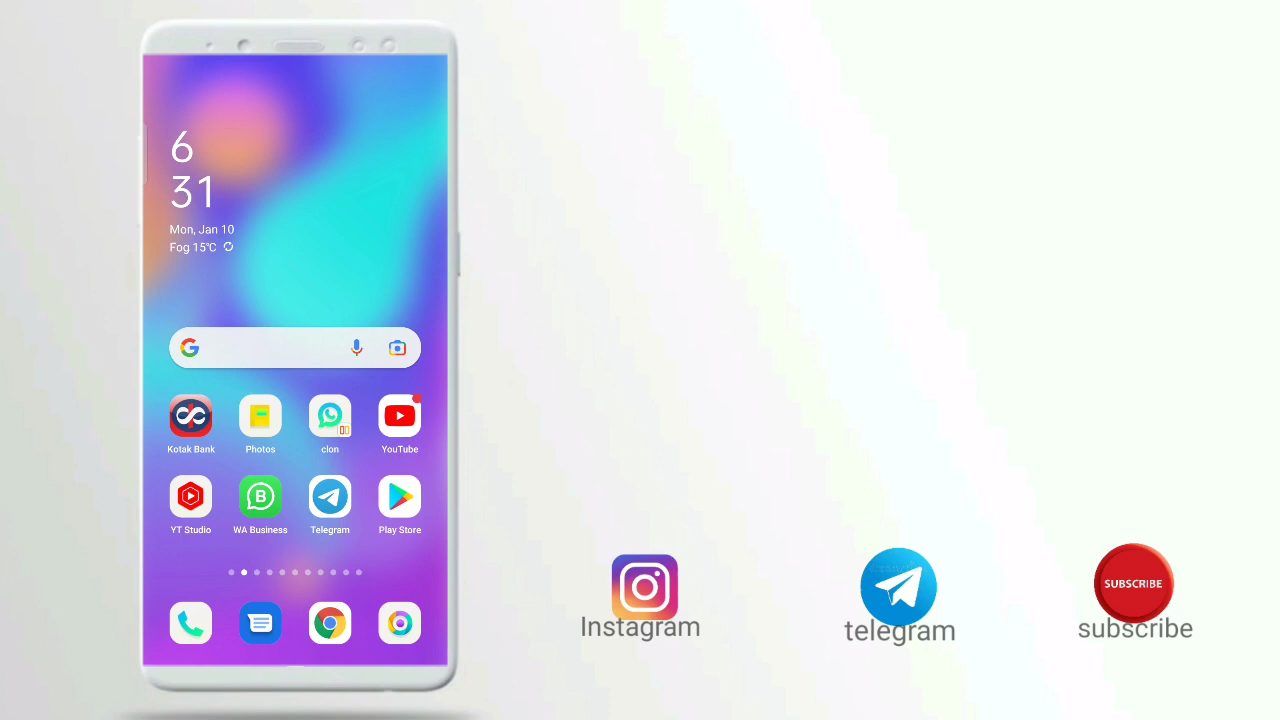 6
31
Mon, Jan 10
Fog 15°C
Kotak Bank Photos clon YouTube
YT Studio WA Business Telegram Play Store
SUBSCRIBE
Instagram telegram subscribe